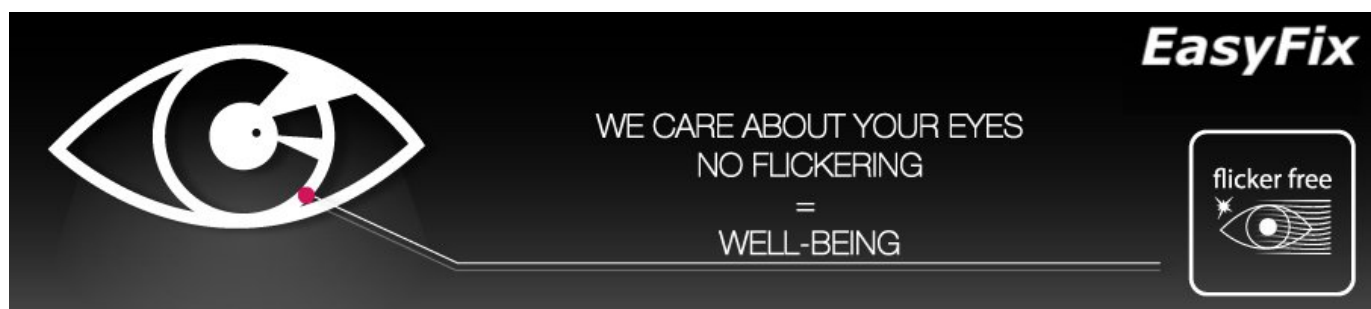 EasyFix
WE CARE ABOUT YOUR EYES
NO FLICKERING
=
WELL-BEING
flicker free